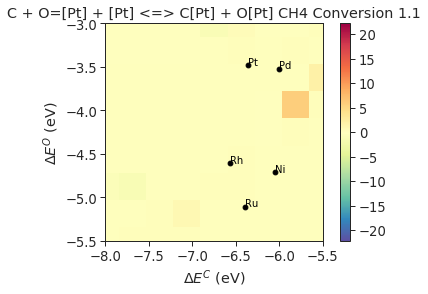 C + O=[Pt] + [Pt] <=> C[Pt] + O[Pt] CH4 Conversion 1.1
−3.0
−3.5
−4.0
−4.5
−5.0
−5.5
ΔE^O (eV)
Pt
Pd
Rh
Ni
Ru
−8.0 −7.5 −7.0 −6.5 −6.0 −5.5
ΔE^C (eV)
20
15
10
5
0
−5
−10
−15
−20